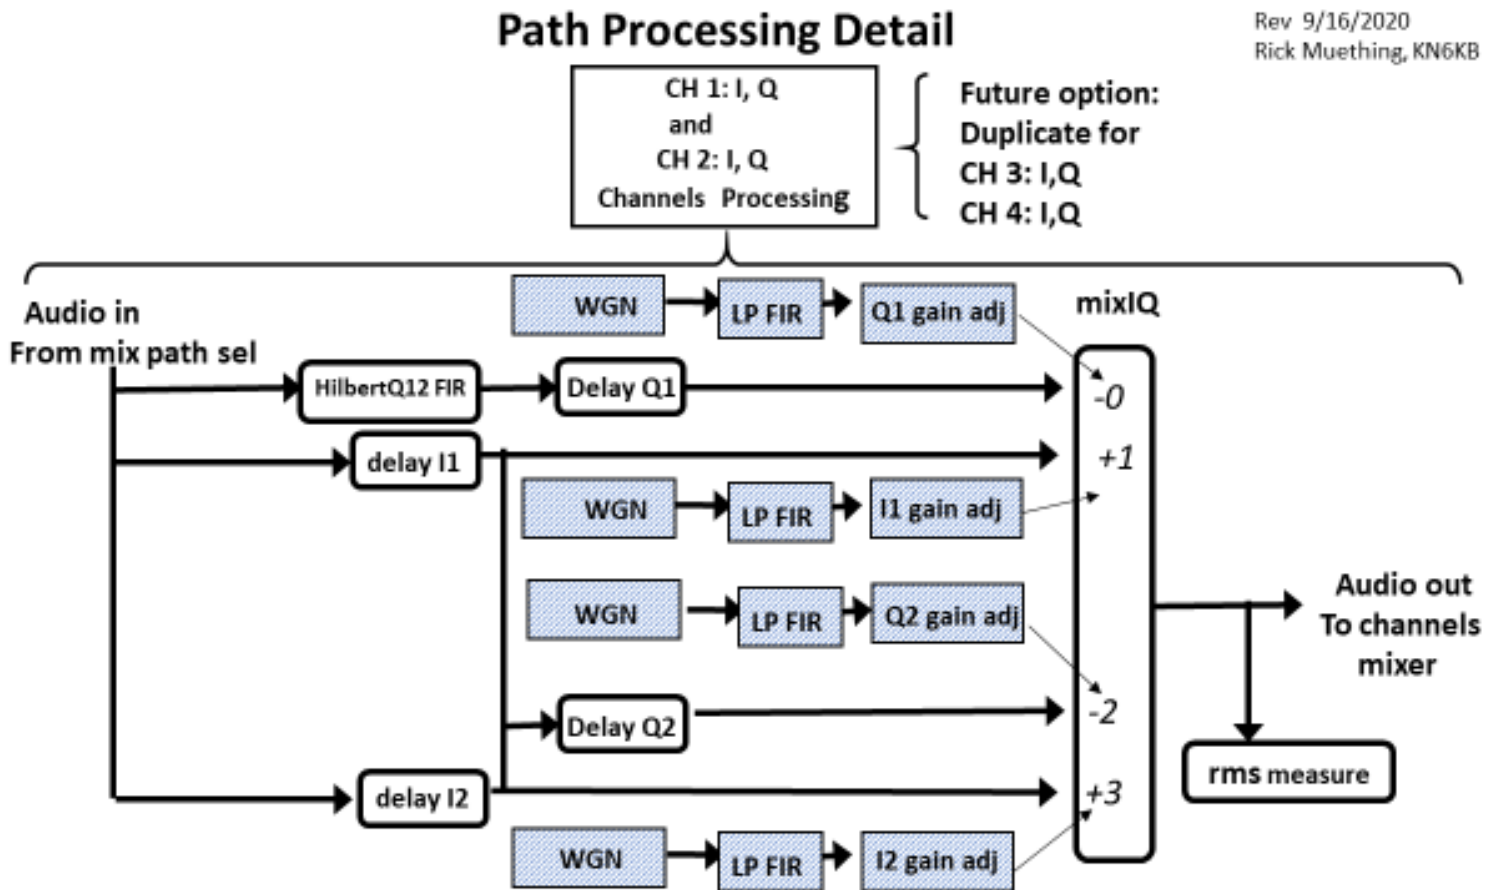 Path Processing Detail
Rev 9/16/2020
Rick Muething, KN6KB
CH 1: I, Q
and
CH 2: I, Q
Channels Processing
Future option:
Duplicate for
CH 3: I,Q
CH 4: I,Q
Audio in
From mix path sel
WGN
LP FIR
Q1 gain adj
mixIQ
HilbertQ12 FIR
Delay Q1
-0
delay I1
+1
WGN
LP FIR
I1 gain adj
WGN
LP FIR
Q2 gain adj
Audio out
To channels
mixer
Delay Q2
-2
rms measure
delay I2
+3
WGN
LP FIR
I2 gain adj